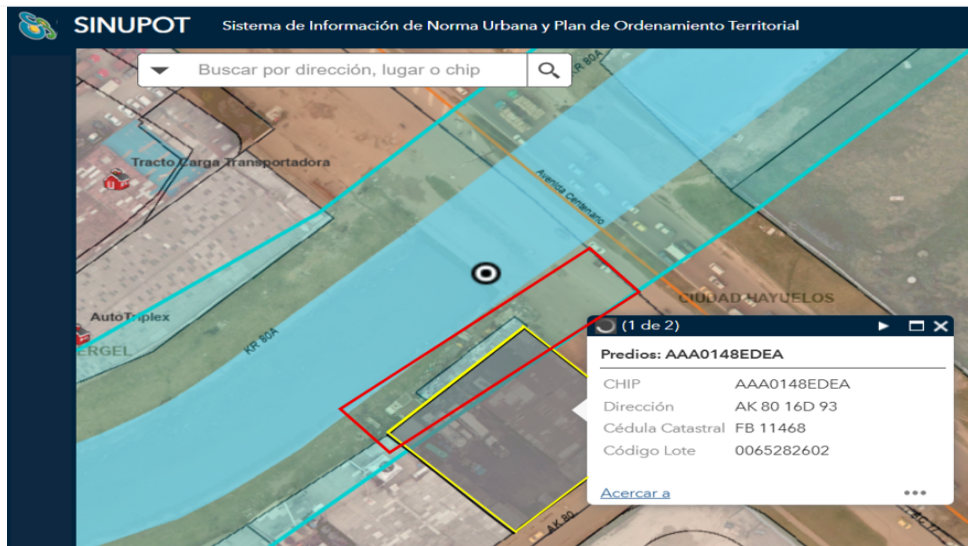 SINUPOT Sistema de Información de Norma Urbana y Plan de Ordenamiento Territorial
Buscar por dirección, lugar o chip
KR 80A
Tracto Carga Transportadora
Avenida Centenario
CIUDAD HAYUELOS
AutoTriplex
KR 80A
(1 de 2)
Predios: AAA0148EDEA
CHIP AAA0148EDEA
Dirección AK 80 16D 93
Cédula Catastral FB 11468
Código Lote 0065282602
Acercar a
AK 80